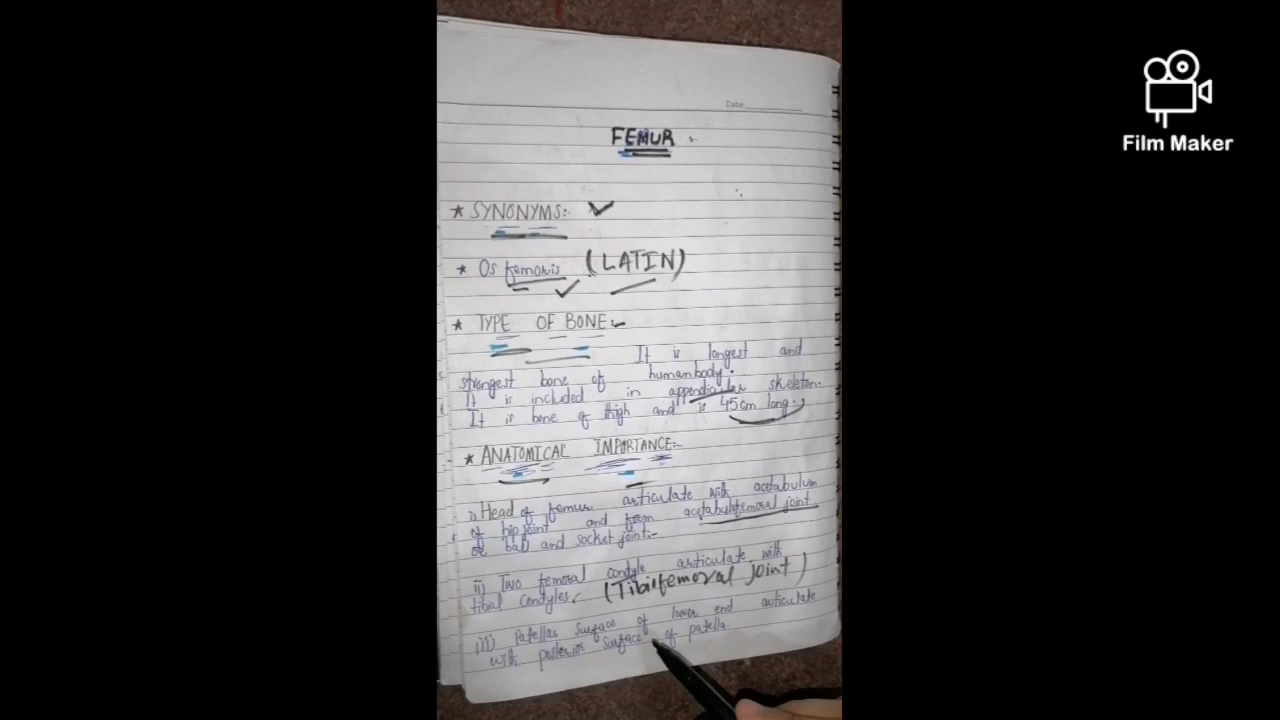 Date:
FEMUR
★ SYNONYMS:-
★ Os femoris (LATIN)
★ TYPE OF BONE:-
It is longest and
strongest bone of humanbody.
It is included in appendicular skeleton.
It is bone of thigh and is 45cm long.
★ ANATOMICAL IMPORTANCE:-
i) Head of femur articulate with acetabulum
of hip joint and form acetabulofemoral joint
or ball and socket joint:-
ii) Two femoral condyle articulate with
tibial condyles. (Tibiofemoral joint)
iii) Patellar surface of lower end articulate
with posterior surface of patella.
Film Maker